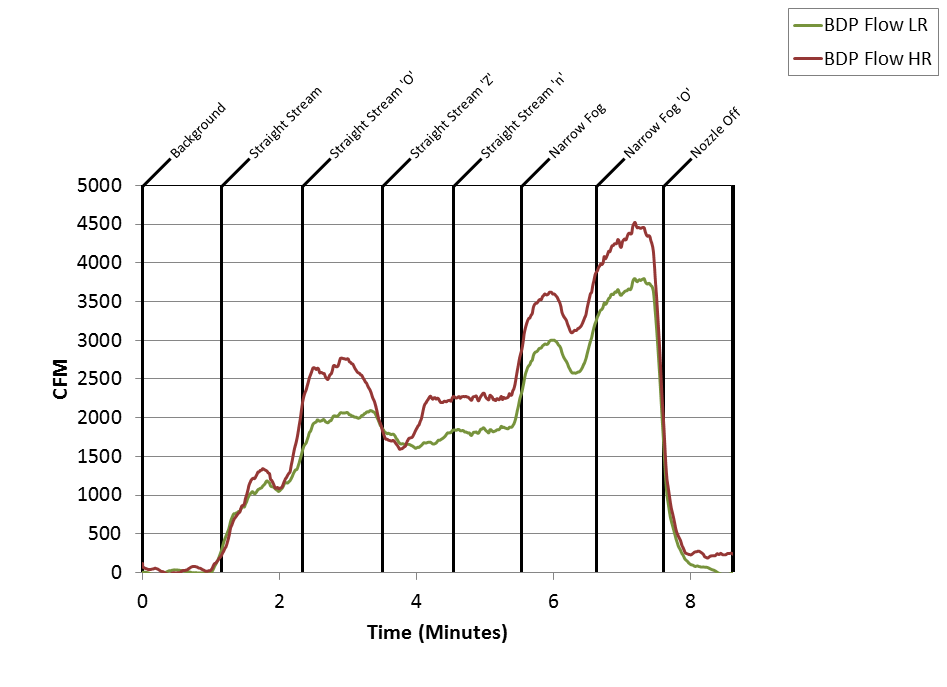 BDP Flow LR
BDP Flow HR
Background
Straight Stream
Straight Stream 'O'
Straight Stream 'Z'
Straight Stream 'n'
Narrow Fog
Narrow Fog 'O'
Nozzle Off
5000
4500
4000
3500
3000
2500
2000
1500
1000
500
0
CFM
0 2 4 6 8
Time (Minutes)